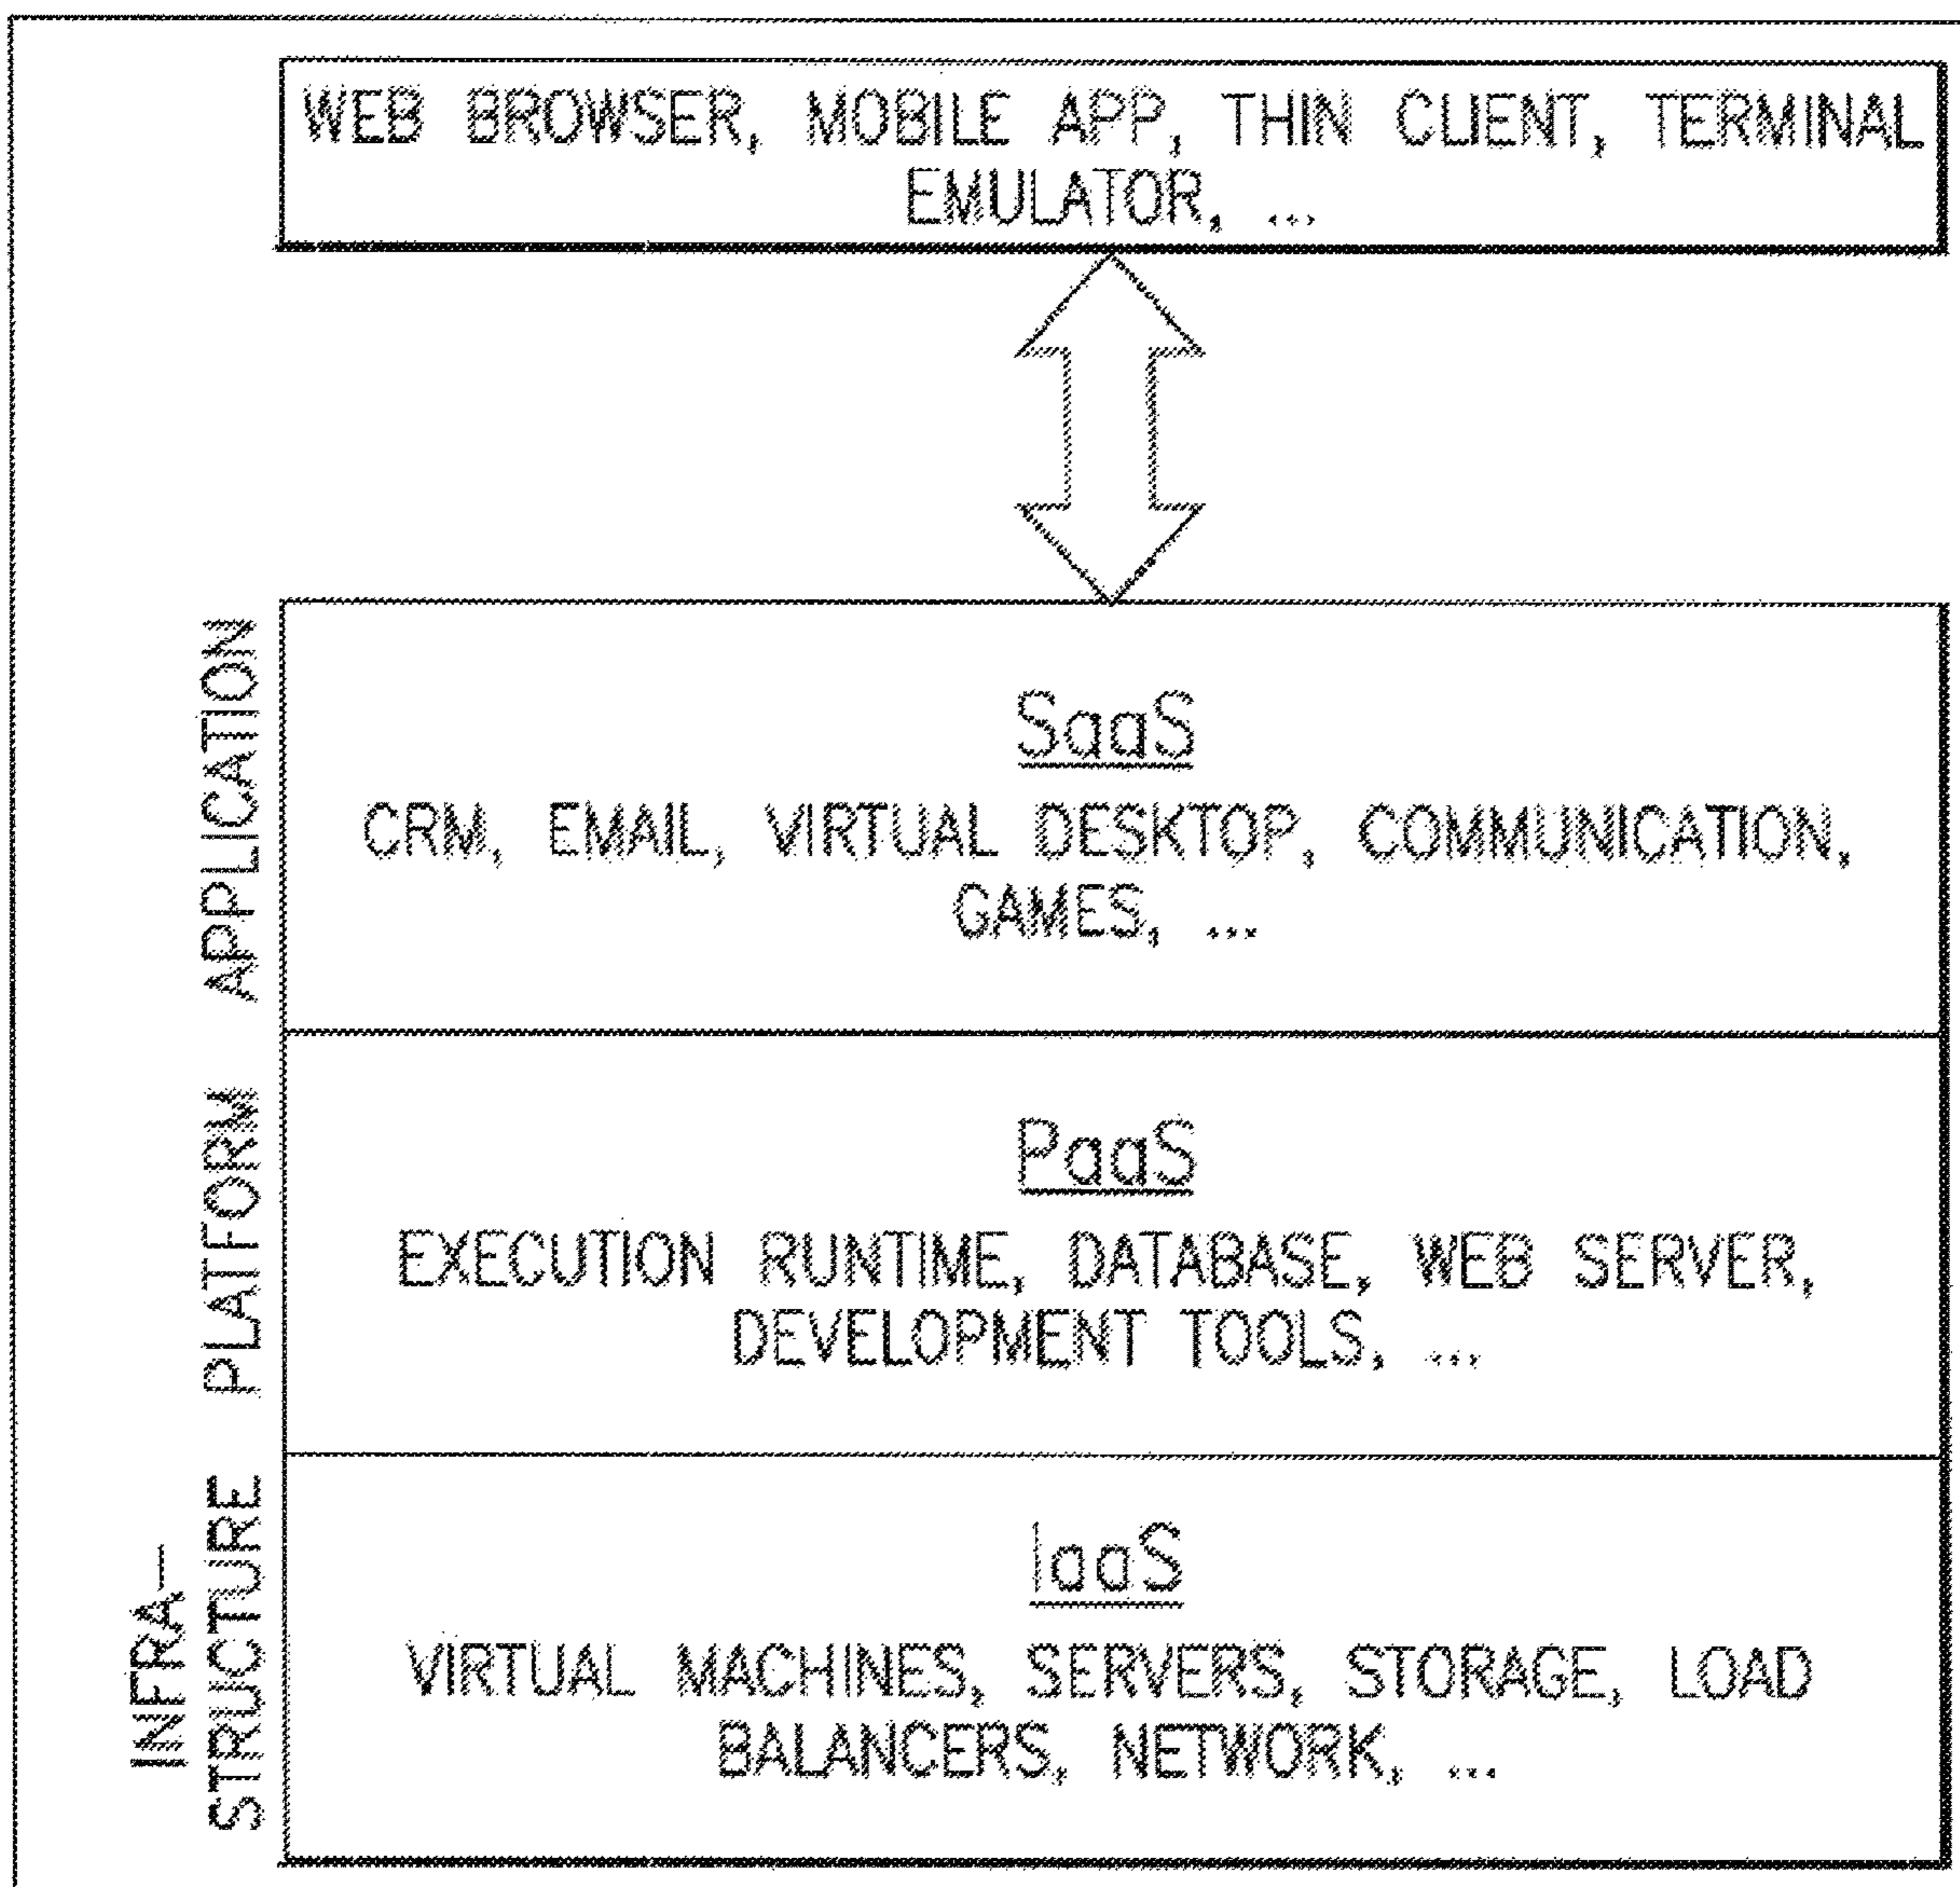 WEB BROWSER, MOBILE APP, THIN CLIENT, TERMINAL
EMULATOR, ...
APPLICATION
SaaS
CRM, EMAIL, VIRTUAL DESKTOP, COMMUNICATION,
GAMES, ...
PLATFORM
PaaS
EXECUTION RUNTIME, DATABASE, WEB SERVER,
DEVELOPMENT TOOLS, ...
INFRA-
STRUCTURE
IaaS
VIRTUAL MACHINES, SERVERS, STORAGE, LOAD
BALANCERS, NETWORK, ...